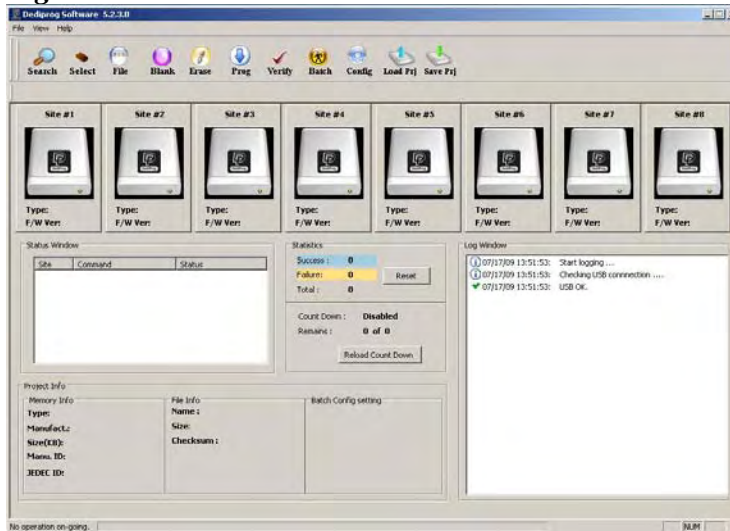 Dediprog Software 5.2.3.0
File View Help
Search Select File Blank Erase Prog Verify Batch Config Load Prj Save Prj
Site #1 Site #2 Site #3 Site #4 Site #5 Site #6 Site #7 Site #8
Type: Type: Type: Type: Type: Type: Type: Type:
F/W Ver: F/W Ver: F/W Ver: F/W Ver: F/W Ver: F/W Ver: F/W Ver: F/W Ver:
Status Window
Site Command Status
Statistics
Success : 0
Failure: 0
Total : 0
Reset
Count Down : Disabled
Remains : 0 of 0
Reload Count Down
Log Window
07/17/09 13:51:53: Start logging ...
07/17/09 13:51:53: Checking USB connnection ....
07/17/09 13:51:53: USB OK.
Project Info
Memory Info
Type:
Manufact.:
Size(KB):
Manu. ID:
JEDEC ID:
File Info
Name :
Size:
Checksum :
Batch Config setting
No operation on-going.
NUM